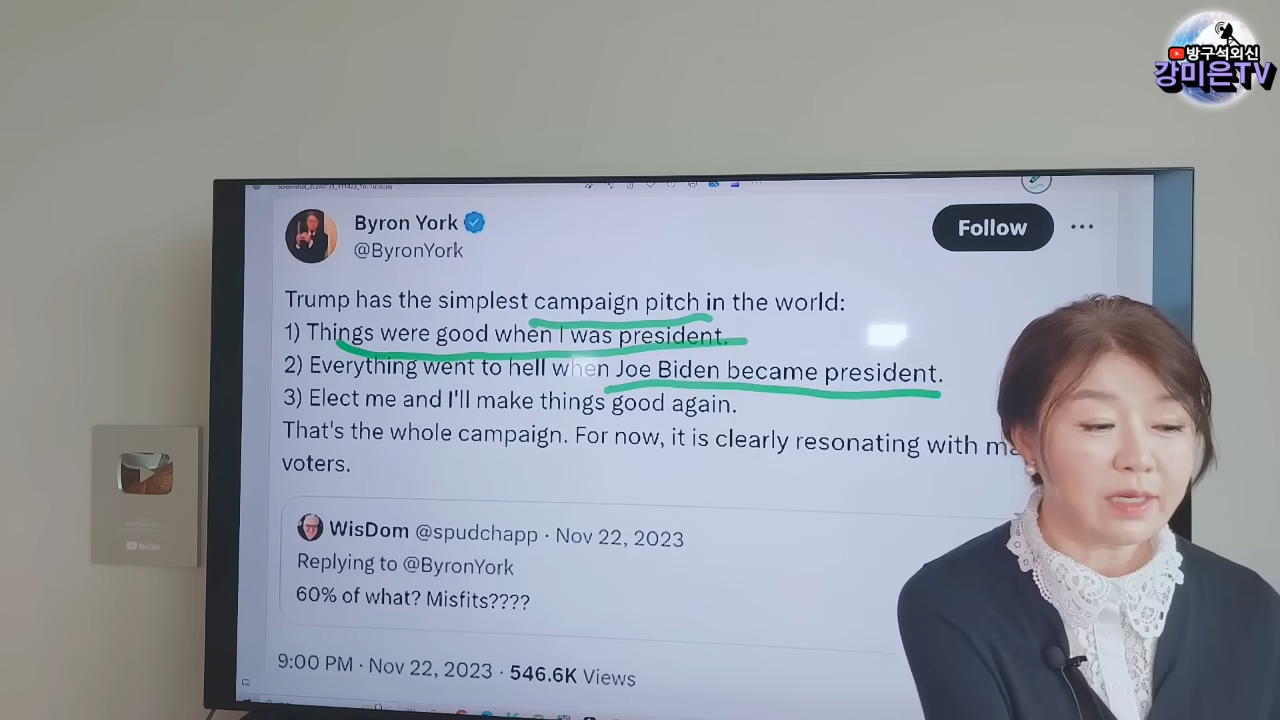 방구석외신
강미은TV
Byron York
@ByronYork
Follow
Trump has the simplest campaign pitch in the world:
1) Things were good when I was president.
2) Everything went to hell when Joe Biden became president.
3) Elect me and I'll make things good again.
That's the whole campaign. For now, it is clearly resonating with
voters.
WisDom @spudchapp · Nov 22, 2023
Replying to @ByronYork
60% of what? Misfits????
9:00 PM · Nov 22, 2023 · 546.6K Views
YouTube